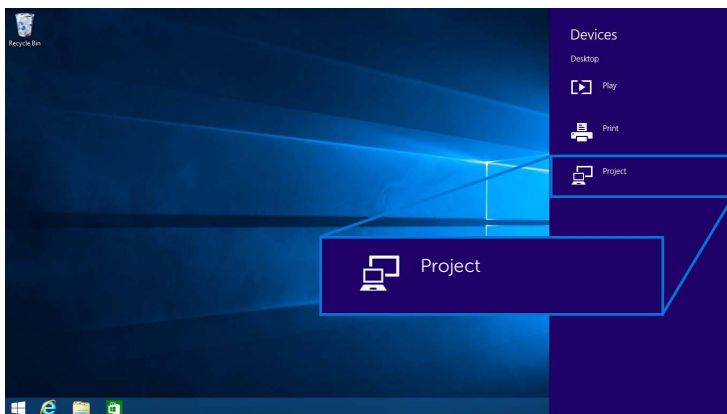 Recycle Bin
Devices
Desktop
Play
Print
Project
Project